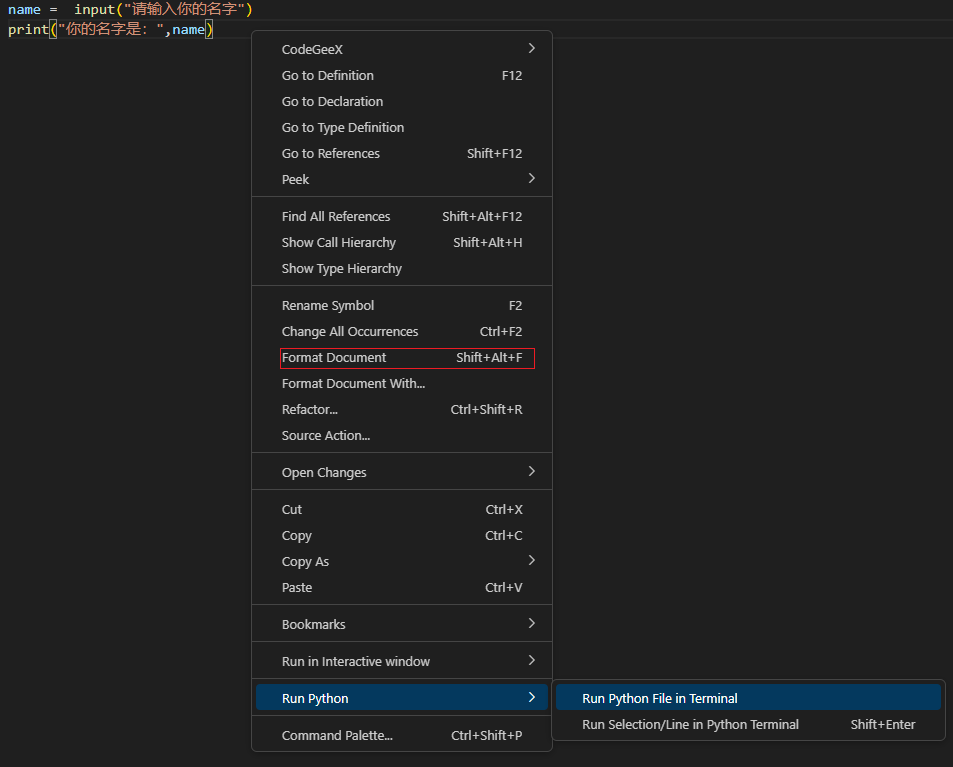 name =  input("请输入你的名字")
print("你的名字是：",name)
CodeGeeX
Go to Definition F12
Go to Declaration
Go to Type Definition
Go to References Shift+F12
Peek
Find All References Shift+Alt+F12
Show Call Hierarchy Shift+Alt+H
Show Type Hierarchy
Rename Symbol F2
Change All Occurrences Ctrl+F2
Format Document Shift+Alt+F
Format Document With...
Refactor... Ctrl+Shift+R
Source Action...
Open Changes
Cut Ctrl+X
Copy Ctrl+C
Copy As
Paste Ctrl+V
Bookmarks
Run in Interactive window
Run Python
Run Python File in Terminal
Run Selection/Line in Python Terminal Shift+Enter
Command Palette... Ctrl+Shift+P